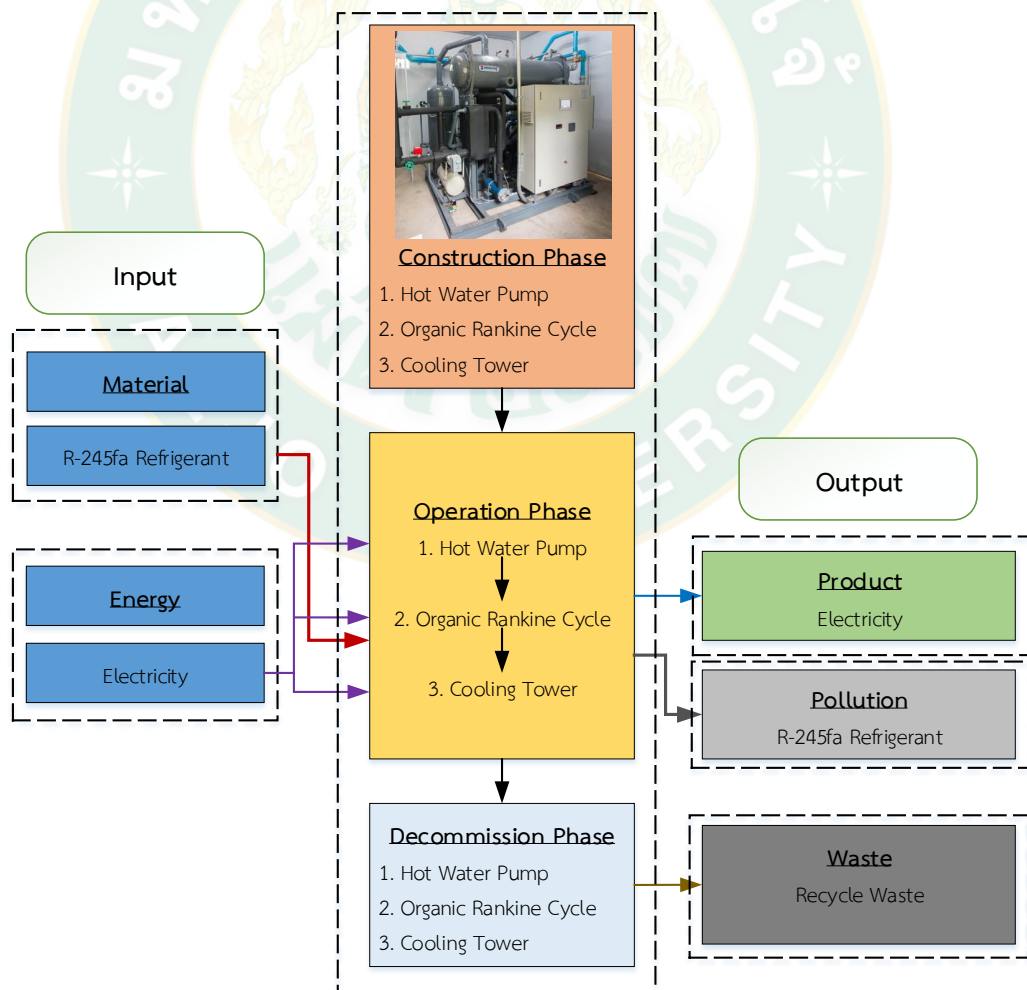 Construction Phase
1. Hot Water Pump
2. Organic Rankine Cycle
3. Cooling Tower
Input
Material
R-245fa Refrigerant
Energy
Electricity
Operation Phase
1. Hot Water Pump
2. Organic Rankine Cycle
3. Cooling Tower
Output
Product
Electricity
Pollution
R-245fa Refrigerant
Decommission Phase
1. Hot Water Pump
2. Organic Rankine Cycle
3. Cooling Tower
Waste
Recycle Waste